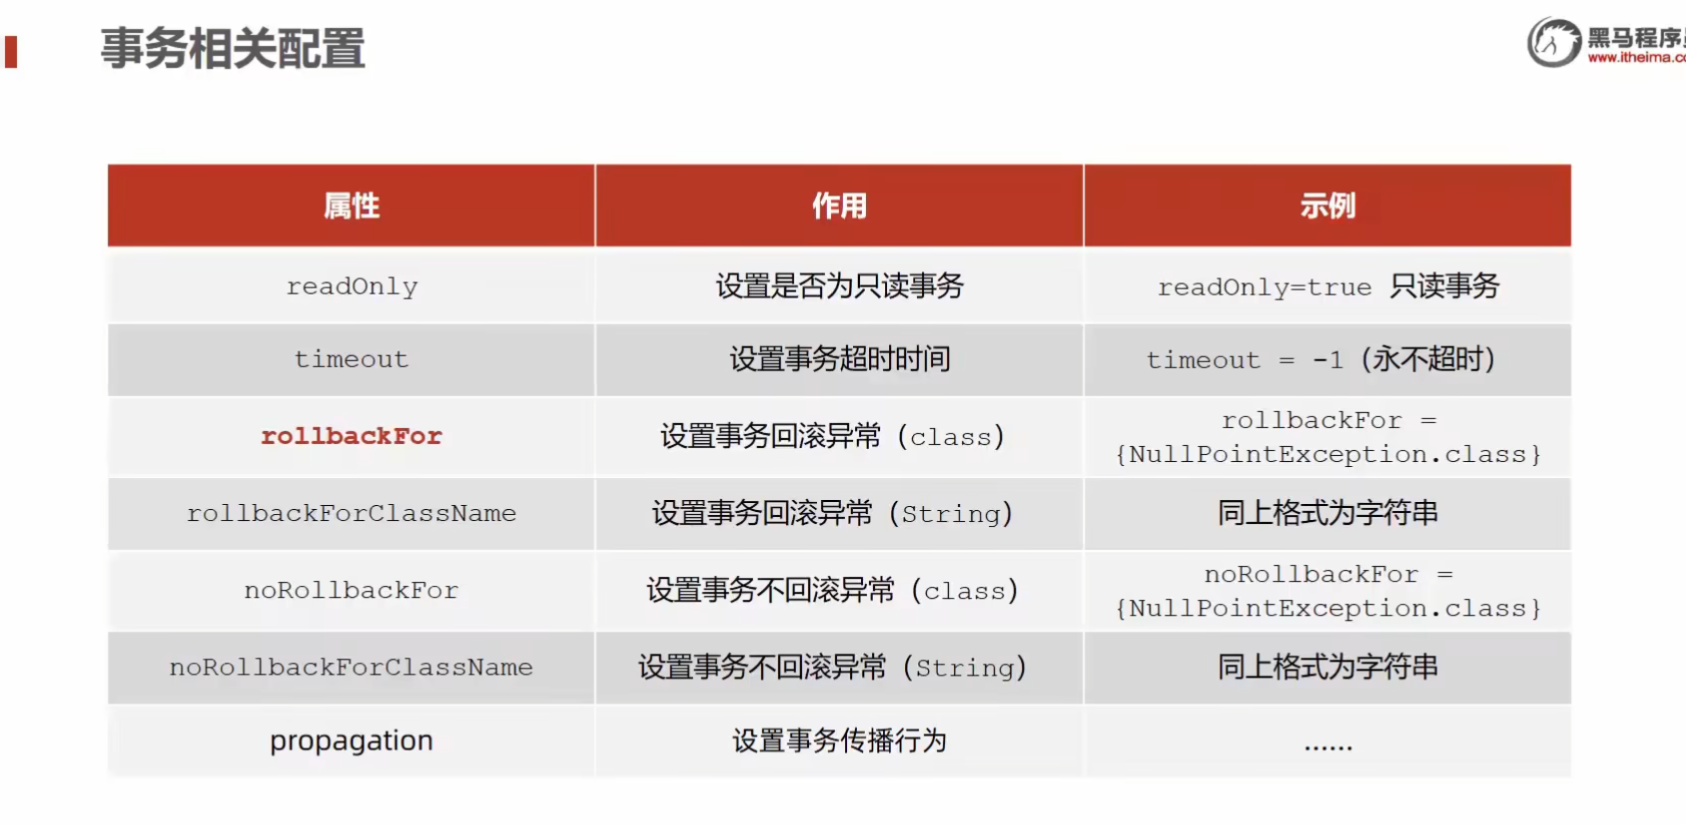 事务相关配置
黑马程序
www.itheima.co
属性 作用 示例
readOnly 设置是否为只读事务 readOnly=true 只读事务
timeout 设置事务超时时间 timeout = -1（永不超时）
rollbackFor 设置事务回滚异常（class） rollbackFor =
{NullPointException.class}
rollbackForClassName 设置事务回滚异常（String） 同上格式为字符串
noRollbackFor 设置事务不回滚异常（class） noRollbackFor =
{NullPointException.class}
noRollbackForClassName 设置事务不回滚异常（String） 同上格式为字符串
propagation 设置事务传播行为 ……